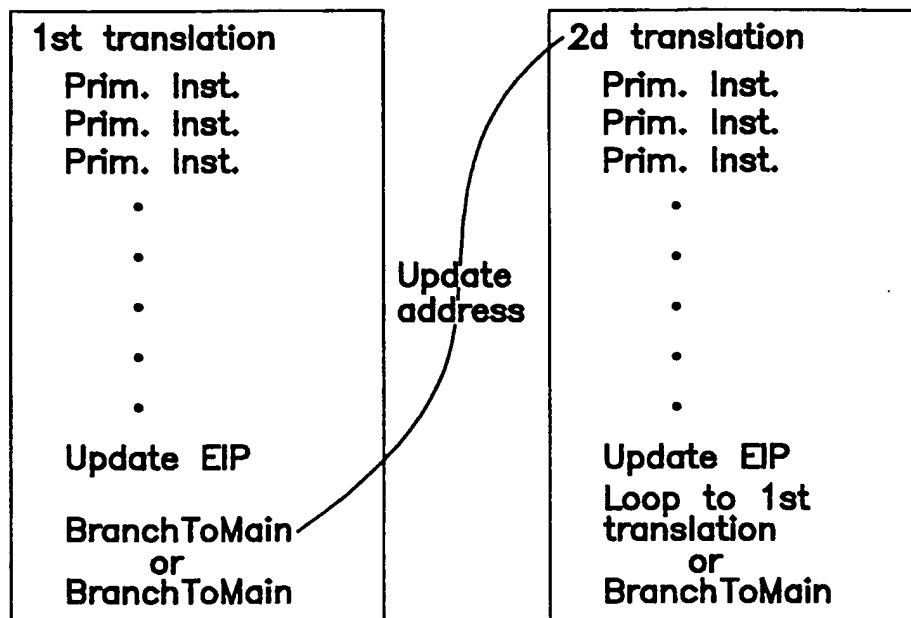 1st translation
Prim. Inst.
Prim. Inst.
Prim. Inst.
Update EIP
BranchToMain
or
BranchToMain
Update
address
2d translation
Prim. Inst.
Prim. Inst.
Prim. Inst.
Update EIP
Loop to 1st
translation
or
BranchToMain